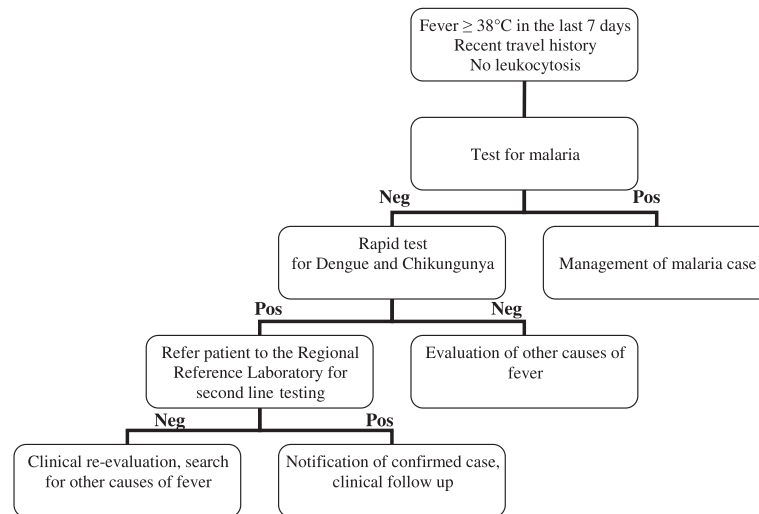 Fever ≥ 38°C in the last 7 days
Recent travel history
No leukocytosis
Test for malaria
Neg
Pos
Rapid test
for Dengue and Chikungunya
Management of malaria case
Pos
Neg
Refer patient to the Regional
Reference Laboratory for
second line testing
Evaluation of other causes of
fever
Neg
Pos
Clinical re-evaluation, search
for other causes of fever
Notification of confirmed case,
clinical follow up